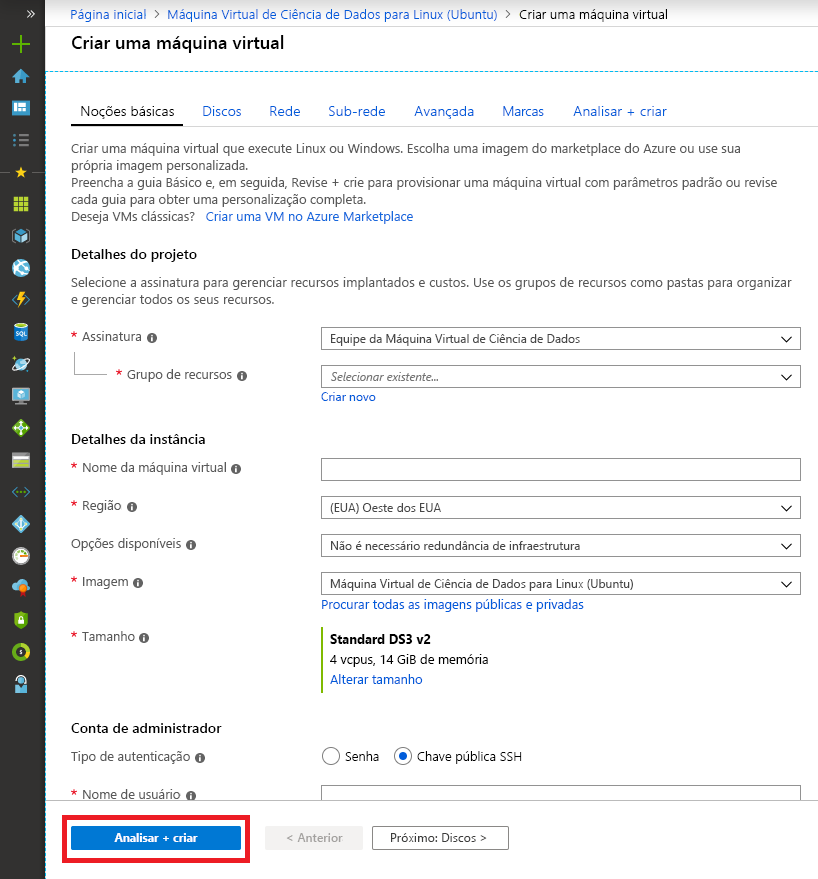 »
Página inicial > Máquina Virtual de Ciência de Dados para Linux (Ubuntu) > Criar uma máquina virtual
Criar uma máquina virtual
Noções básicas Discos Rede Sub-rede Avançada Marcas Analisar + criar
Criar uma máquina virtual que execute Linux ou Windows. Escolha uma imagem do marketplace do Azure ou use sua
própria imagem personalizada.
Preencha a guia Básico e, em seguida, Revise + crie para provisionar uma máquina virtual com parâmetros padrão ou revise
cada guia para obter uma personalização completa.
Deseja VMs clássicas? Criar uma VM no Azure Marketplace
Detalhes do projeto
Selecione a assinatura para gerenciar recursos implantados e custos. Use os grupos de recursos como pastas para organizar
e gerenciar todos os seus recursos.
* Assinatura Equipe da Máquina Virtual de Ciência de Dados
* Grupo de recursos Selecionar existente...
Criar novo
Detalhes da instância
* Nome da máquina virtual
* Região (EUA) Oeste dos EUA
Opções disponíveis Não é necessário redundância de infraestrutura
* Imagem Máquina Virtual de Ciência de Dados para Linux (Ubuntu)
Procurar todas as imagens públicas e privadas
* Tamanho Standard DS3 v2
4 vcpus, 14 GiB de memória
Alterar tamanho
Conta de administrador
Tipo de autenticação Senha Chave pública SSH
* Nome de usuário
Analisar + criar < Anterior Próximo: Discos >
SQL